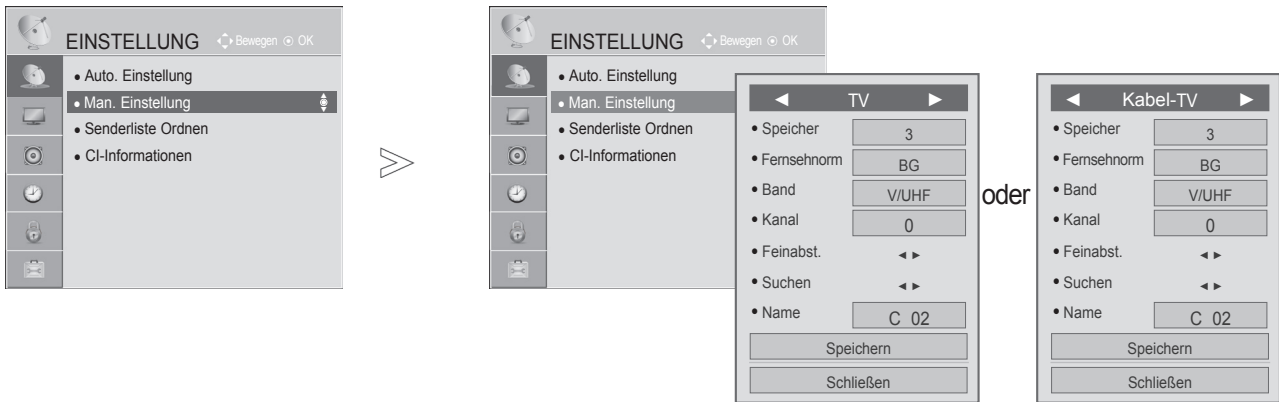 EINSTELLUNG Bewegen OK
• Auto. Einstellung
• Man. Einstellung
• Senderliste Ordnen
• CI-Informationen
EINSTELLUNG Bewegen OK
• Auto. Einstellung
• Man. Einstellung
• Senderliste Ordnen
• CI-Informationen
◄ TV ►
• Speicher 3
• Fernsehnorm BG
• Band V/UHF
• Kanal 0
• Feinabst. ◄ ►
• Suchen ◄ ►
• Name C 02
Speichern
Schließen
oder
◄ Kabel-TV ►
• Speicher 3
• Fernsehnorm BG
• Band V/UHF
• Kanal 0
• Feinabst. ◄ ►
• Suchen ◄ ►
• Name C 02
Speichern
Schließen